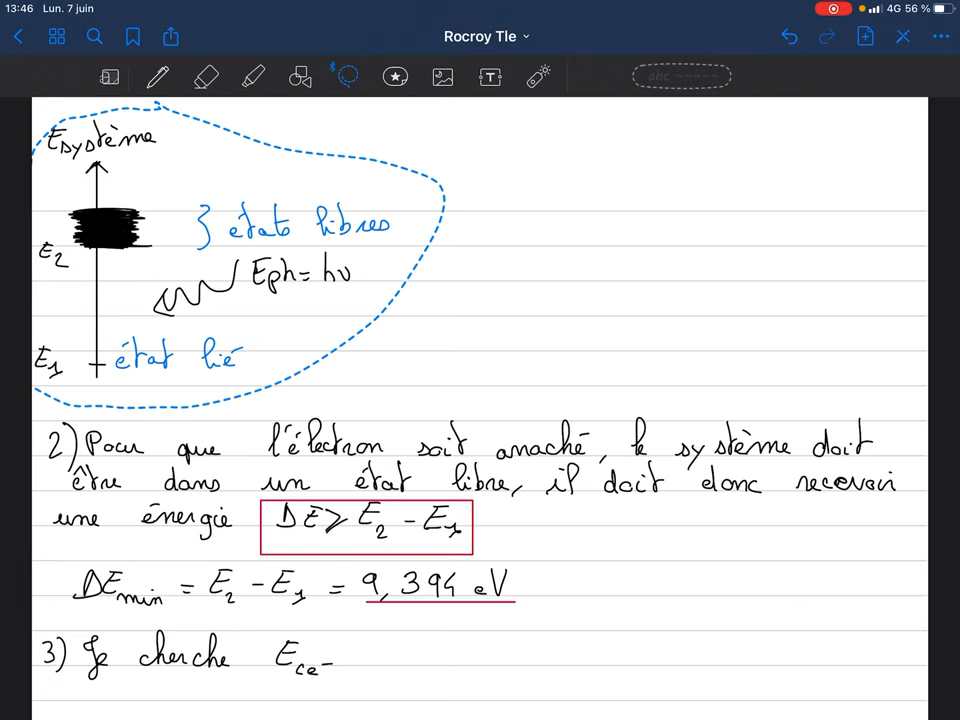 13:46 Lun. 7 juin
4G 56 %
Rocroy Tle
Esystème
} états libres
E2
Eph = hν
E1 état lié
2) Pour que l'électron soit arraché, le système doit
être dans un état libre, il doit donc recevoir
une énergie ΔE ⩾ E2 - E1
ΔEmin = E2 - E1 = 9,394 eV
3) Je cherche Ece-